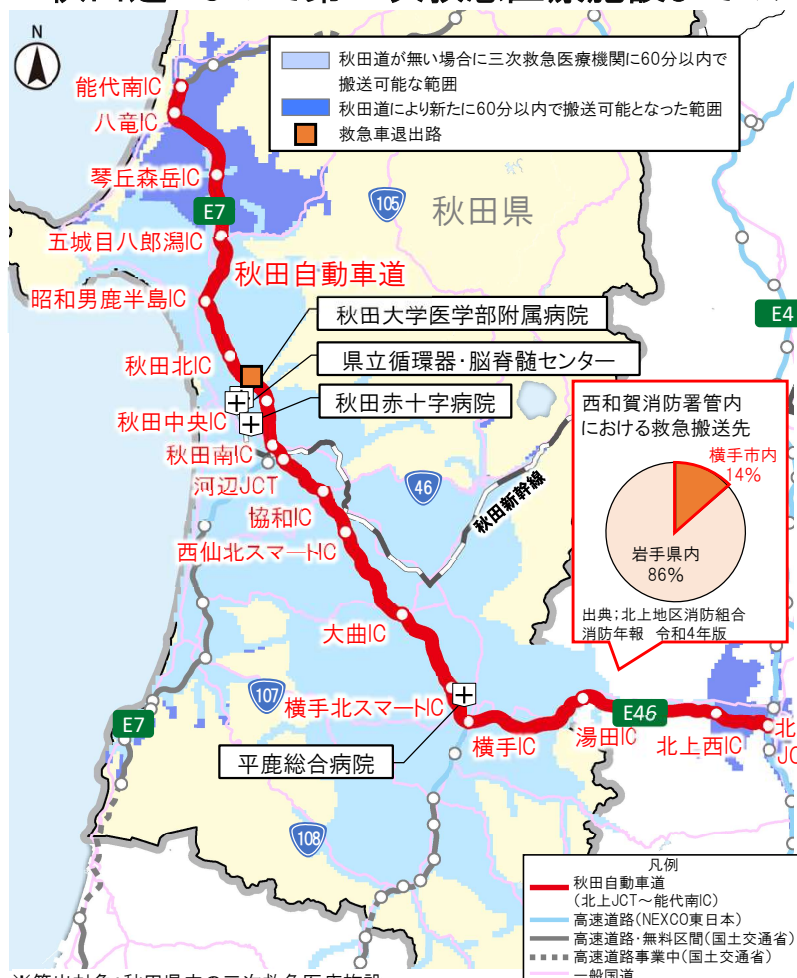 N
秋田道が無い場合に三次救急医療機関に60分以内で
搬送可能な範囲
秋田道により新たに60分以内で搬送可能となった範囲
救急車退出路
能代南IC
八竜IC
琴丘森岳IC
105
秋田県
E7
五城目八郎潟IC
秋田自動車道
昭和男鹿半島IC
E4
秋田大学医学部附属病院
秋田北IC
県立循環器・脳脊髄センター
秋田中央IC
秋田赤十字病院
西和賀消防署管内
における救急搬送先
横手市内
14%
岩手県内
86%
出典;北上地区消防組合
消防年報 令和4年版
秋田南IC
河辺JCT
46
秋田新幹線
協和IC
西仙北スマートIC
大曲IC
107
横手北スマートIC
E7
E46
横手IC
湯田IC
北上西IC
北
JC
平鹿総合病院
108
凡例
秋田自動車道
(北上JCT～能代南IC)
高速道路(NEXCO東日本)
高速道路・無料区間(国土交通省)
高速道路事業中(国土交通省)
一般国道